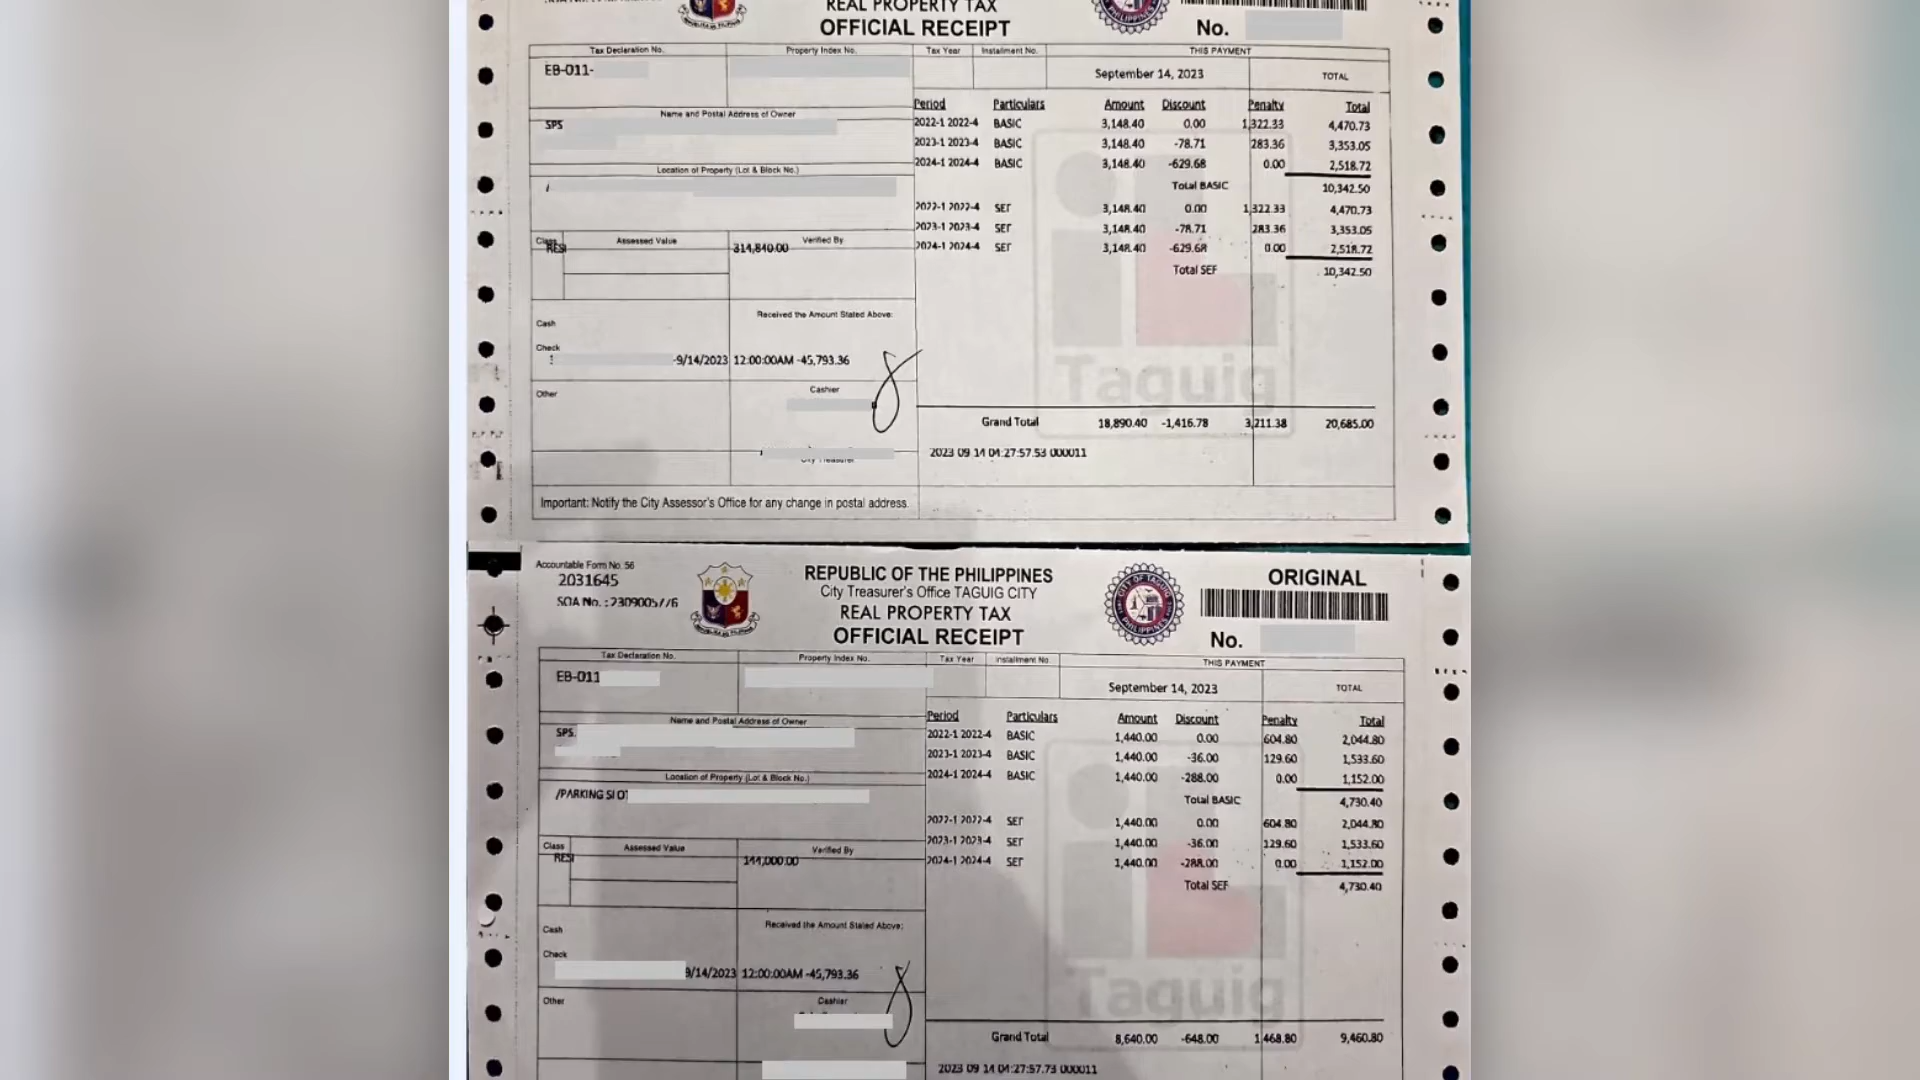 REAL PROPERTY TAX
OFFICIAL RECEIPT
No.
Tax Declaration No. Property Index No. Tax Year Installment No. THIS PAYMENT
EB-011- September 14, 2023 TOTAL
Name and Postal Address of Owner
SPS
Period Particulars Amount Discount Penalty Total
2022-1 2022-4 BASIC 3,148.40 0.00 1,322.33 4,470.73
2023-1 2023-4 BASIC 3,148.40 -78.71 283.36 3,353.05
2024-1 2024-4 BASIC 3,148.40 -629.68 0.00 2,518.72
Location of Property (Lot & Block No.)
/
Total BASIC 10,342.50
2022-1 2022-4 SEF 3,148.40 0.00 1,322.33 4,470.73
2023-1 2023-4 SEF 3,148.40 -78.71 283.36 3,353.05
2024-1 2024-4 SEF 3,148.40 -629.68 0.00 2,518.72
Total SEF 10,342.50
Class Assessed Value Verified By
RESI 314,840.00
Received the Amount Stated Above:
Cash
Check
-9/14/2023 12:00:00AM -45,793.36
Cashier
Other
Taguig
Grand Total 18,890.40 -1,416.78 3,211.38 20,685.00
2023 09 14 04:27:57.53 000011
City Treasurer
Important: Notify the City Assessor's Office for any change in postal address.
Accountable Form No. 56
2031645
SOA No. :2309005776
REPUBLIC OF THE PHILIPPINES
City Treasurer's Office TAGUIG CITY
REAL PROPERTY TAX
OFFICIAL RECEIPT
CITY OF TAGUIG
PHILIPPINES
ORIGINAL
No.
Tax Declaration No. Property Index No. Tax Year Installment No. THIS PAYMENT
EB-011 September 14, 2023 TOTAL
Name and Postal Address of Owner
SPS.
Period Particulars Amount Discount Penalty Total
2022-1 2022-4 BASIC 1,440.00 0.00 604.80 2,044.80
2023-1 2023-4 BASIC 1,440.00 -36.00 129.60 1,533.60
2024-1 2024-4 BASIC 1,440.00 -288.00 0.00 1,152.00
Location of Property (Lot & Block No.)
/PARKING SLOT
Total BASIC 4,730.40
2022-1 2022-4 SEF 1,440.00 0.00 604.80 2,044.80
2023-1 2023-4 SEF 1,440.00 -36.00 129.60 1,533.60
2024-1 2024-4 SEF 1,440.00 -288.00 0.00 1,152.00
Total SEF 4,730.40
Class Assessed Value Verified By
RESI 144,000.00
Received the Amount Stated Above:
Cash
Check
9/14/2023 12:00:00AM -45,793.36
Other
Cashier
Taguig
Grand Total 8,640.00 -648.00 1,468.80 9,460.80
2023 09 14 04:27:57.73 000011